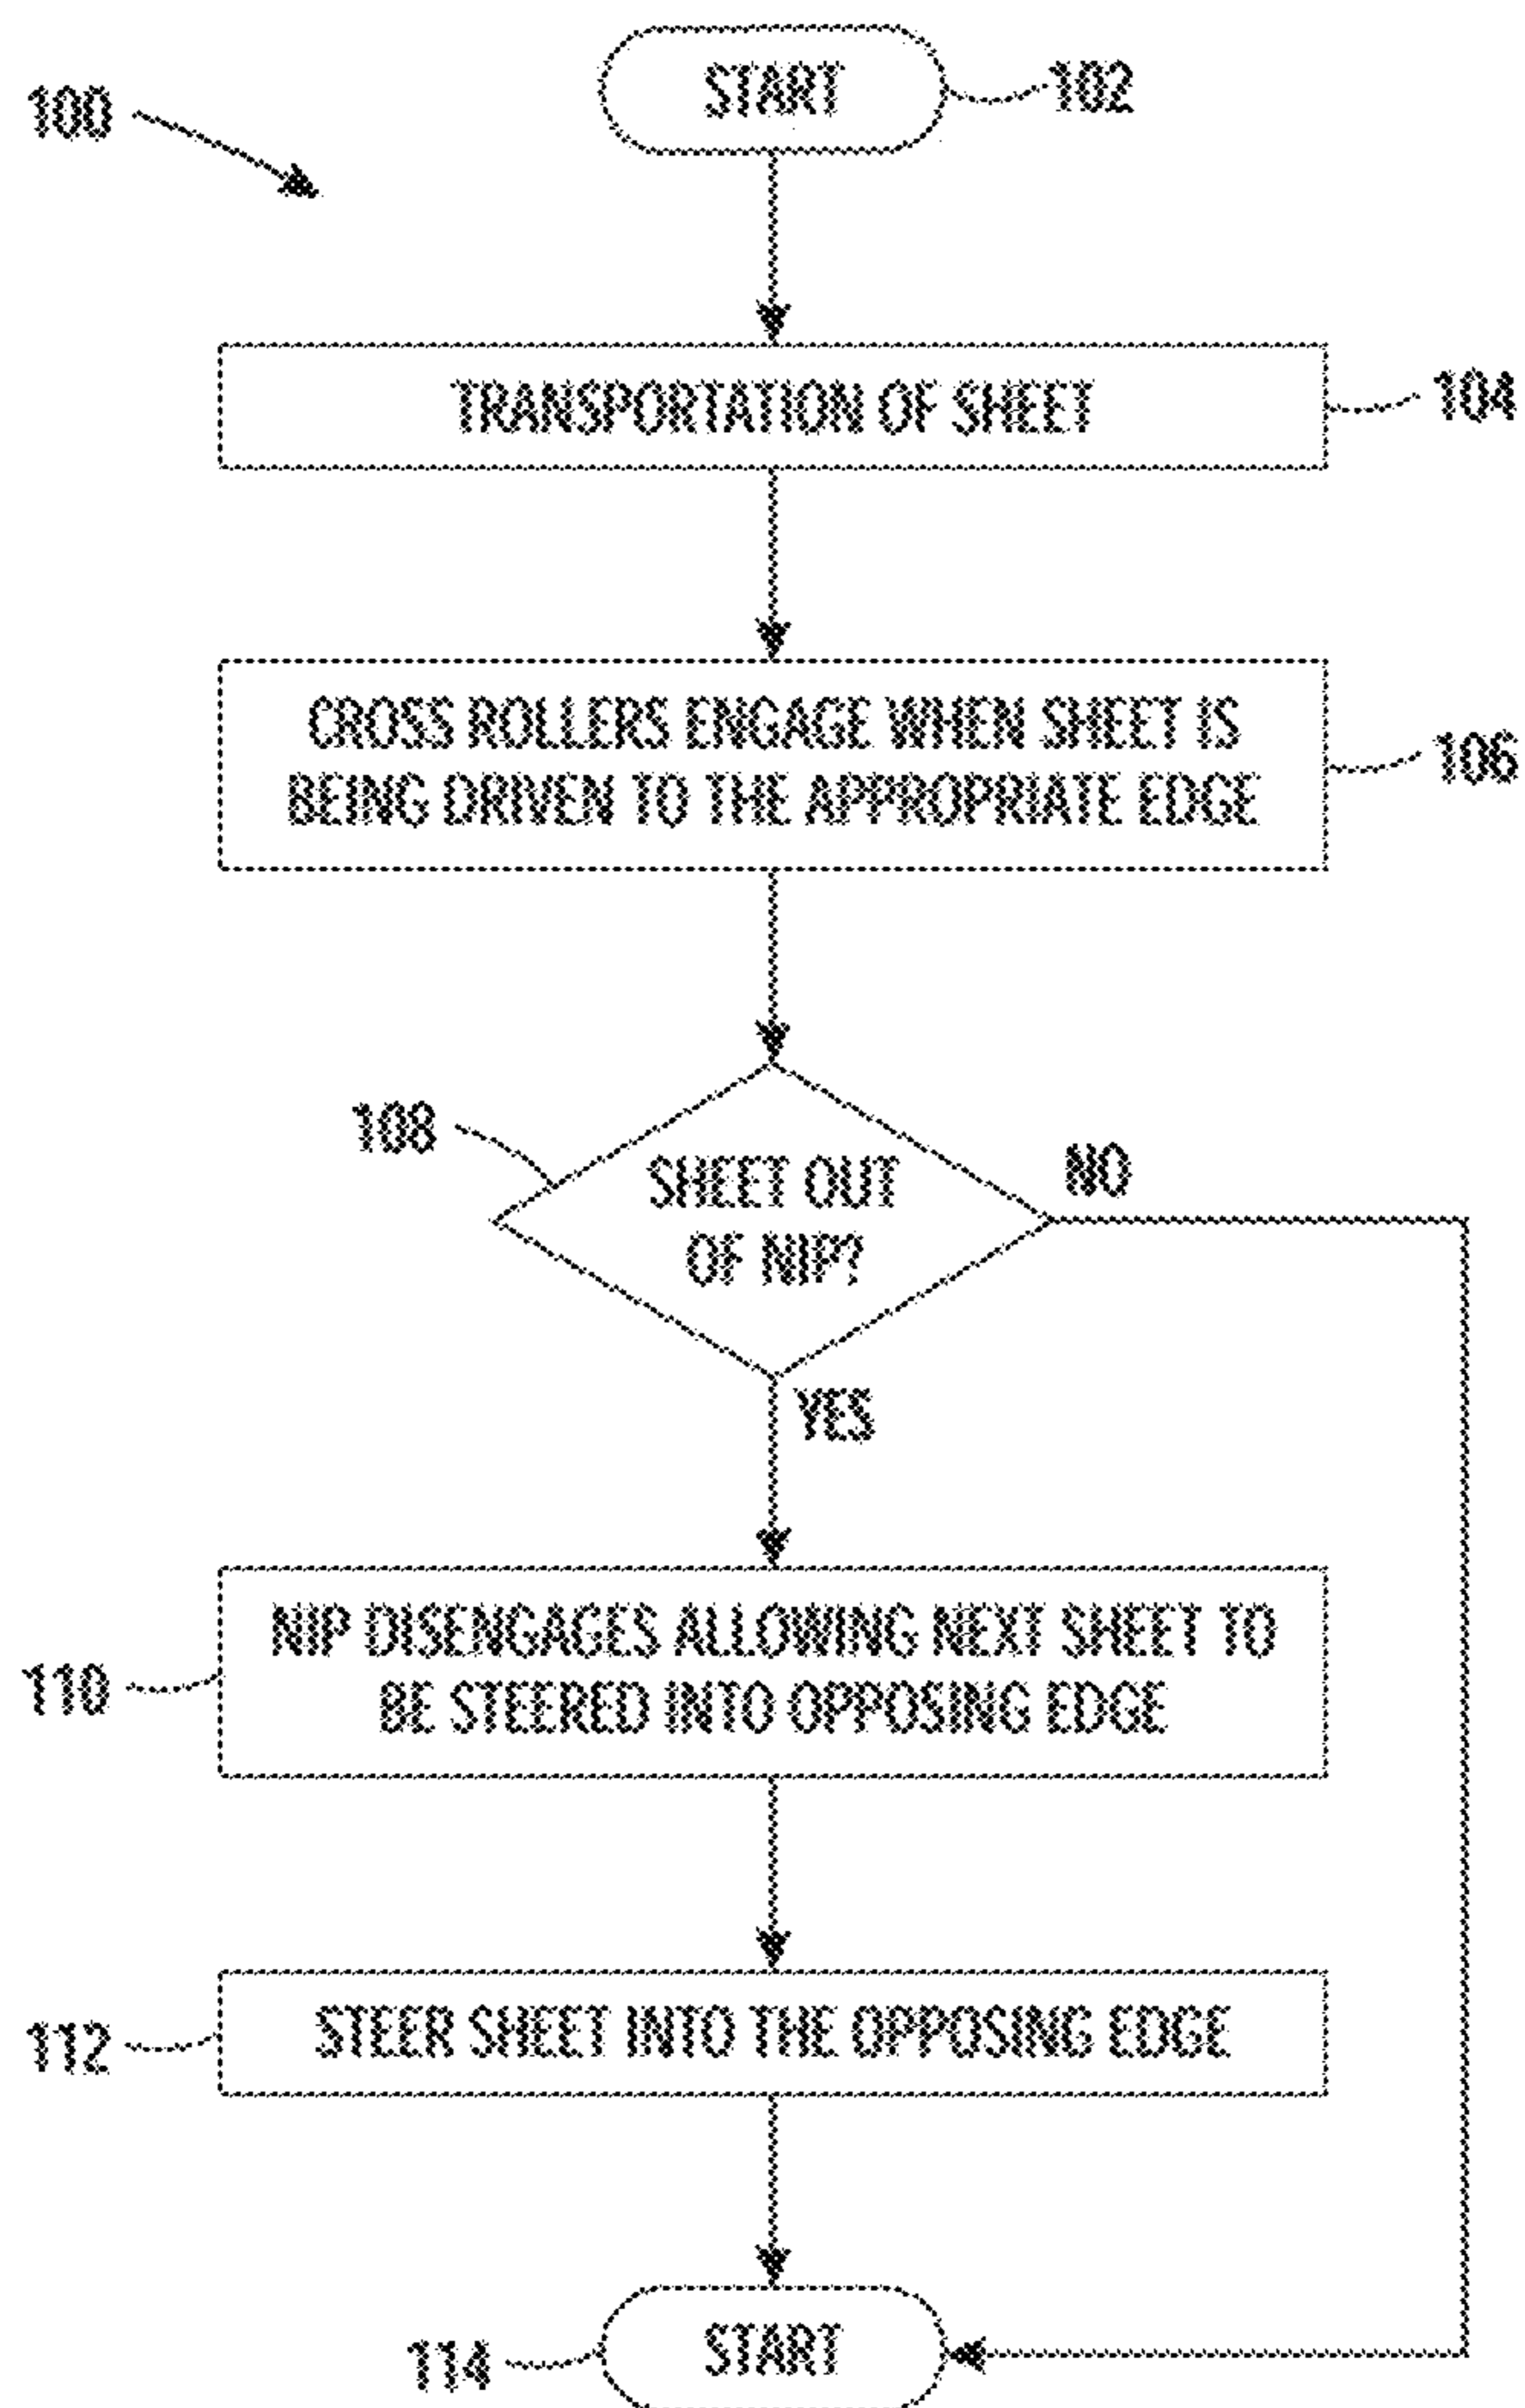 100
START
102
TRANSPORTATION OF SHEET
104
CROSS ROLLERS ENGAGE WHEN SHEET IS
BEING DRIVEN TO THE APPROPRIATE EDGE
106
108
SHEET OUT
OF NIP?
NO
YES
NIP DISENGAGES ALLOWING NEXT SHEET TO
BE STEERED INTO OPPOSING EDGE
110
STEER SHEET INTO THE OPPOSING EDGE
112
START
114